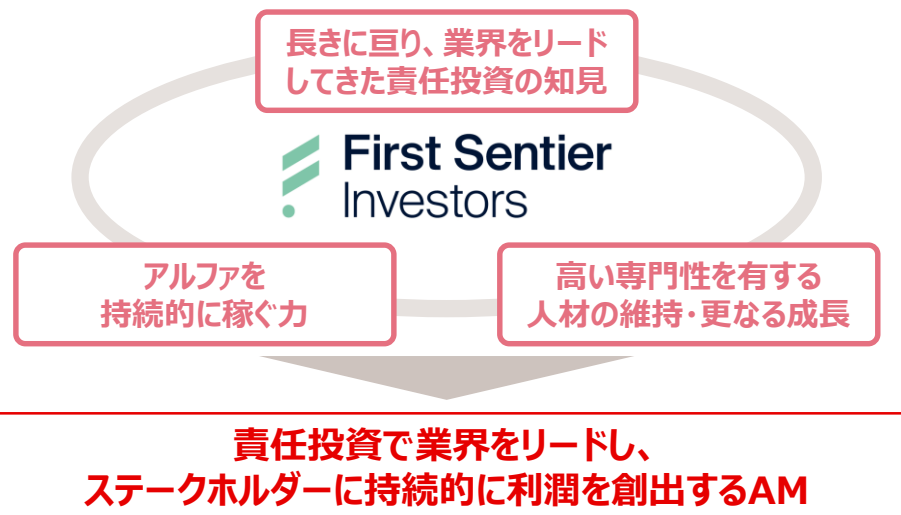 長きに亘り、業界をリード
してきた責任投資の知見
First Sentier
Investors
アルファを
持続的に稼ぐ力
高い専門性を有する
人材の維持・更なる成長
責任投資で業界をリードし、
ステークホルダーに持続的に利潤を創出するAM